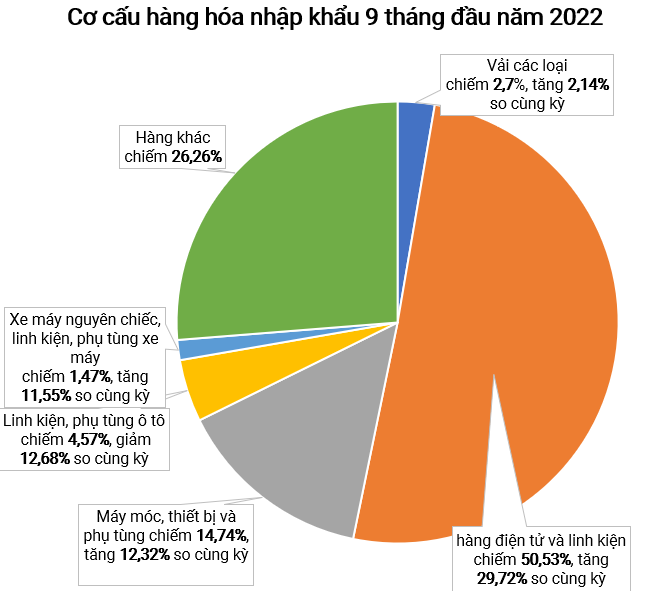 Cơ cấu hàng hóa nhập khẩu 9 tháng đầu năm 2022
Vải các loại
chiếm 2,7%, tăng 2,14%
so cùng kỳ
Hàng khác
chiếm 26,26%
Xe máy nguyên chiếc,
linh kiện, phụ tùng xe
máy
chiếm 1,47%, tăng
11,55% so cùng kỳ
Linh kiện, phụ tùng ô tô
chiếm 4,57%, giảm
12,68% so cùng kỳ
Máy móc, thiết bị và
phụ tùng chiếm 14,74%,
tăng 12,32% so cùng kỳ
hàng điện tử và linh kiện
chiếm 50,53%, tăng
29,72% so cùng kỳ